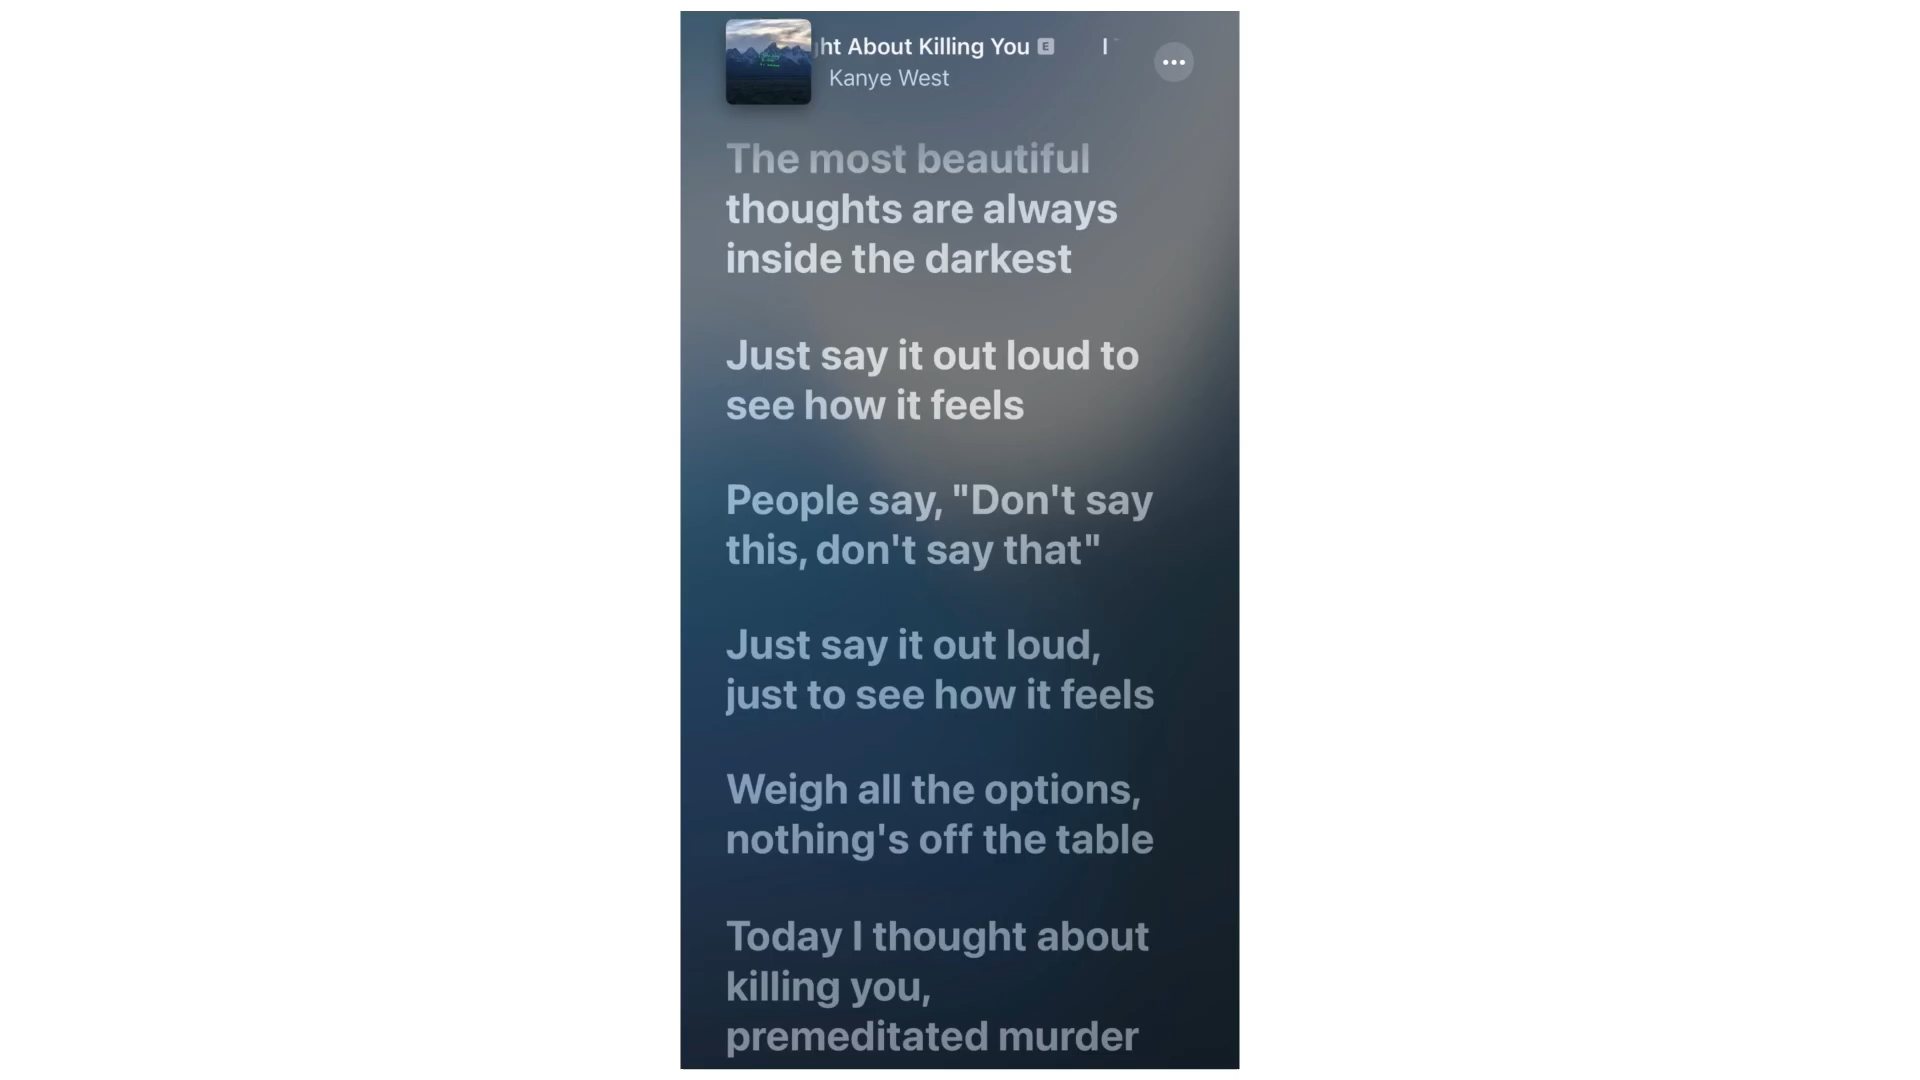 ht About Killing You E I
Kanye West
The most beautiful
thoughts are always
inside the darkest
Just say it out loud to
see how it feels
People say, "Don't say
this, don't say that"
Just say it out loud,
just to see how it feels
Weigh all the options,
nothing's off the table
Today I thought about
killing you,
premeditated murder